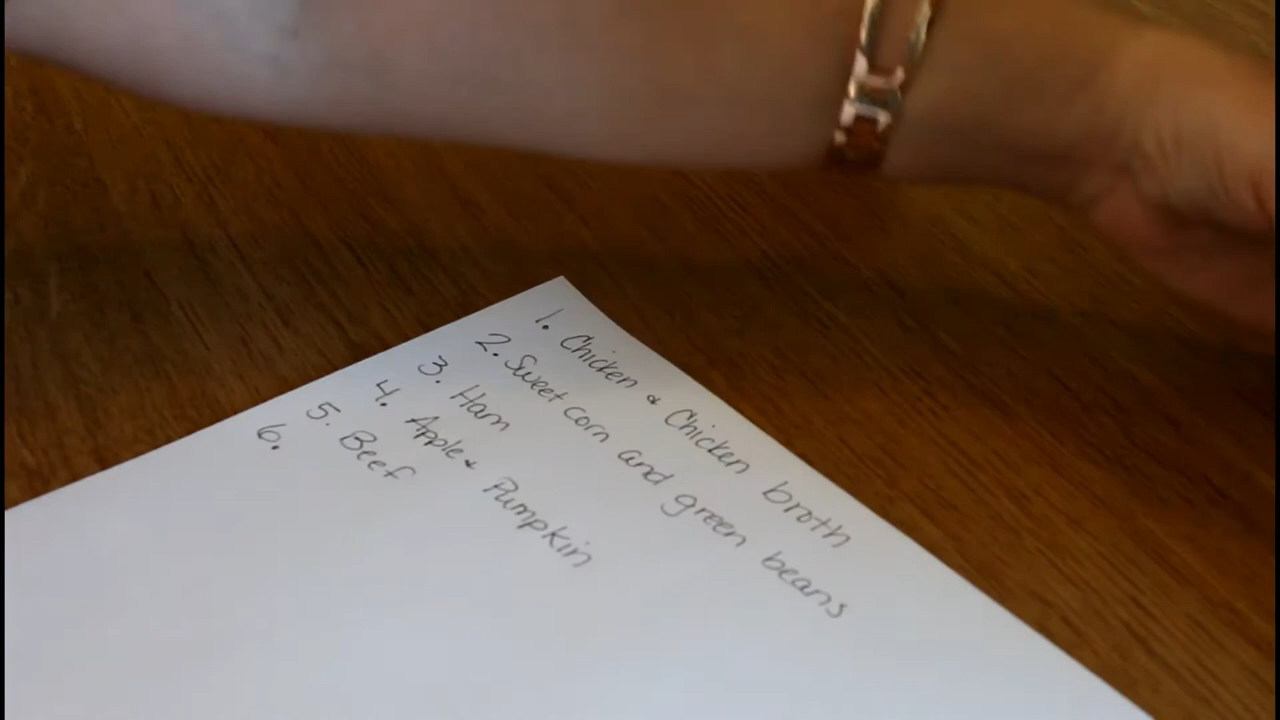 1. Chicken & Chicken broth
2. Sweet corn and green beans
3. Ham
4. Apple & Pumpkin
5. Beef
6.